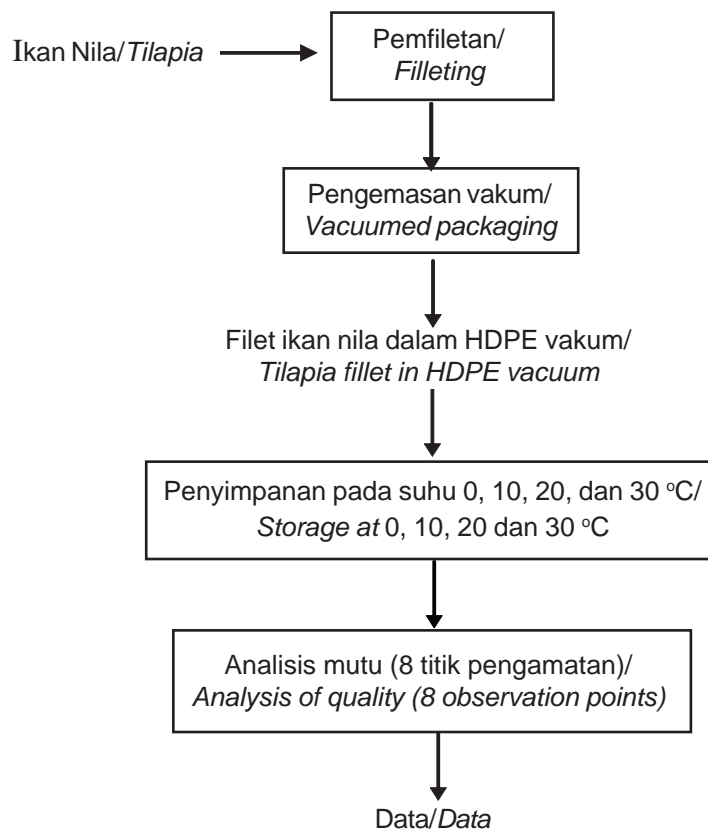 Ikan Nila/Tilapia
Pemfiletan/
Filleting
Pengemasan vakum/
Vacuumed packaging
Filet ikan nila dalam HDPE vakum/
Tilapia fillet in HDPE vacuum
Penyimpanan pada suhu 0, 10, 20, dan 30 °C/
Storage at 0, 10, 20 dan 30 °C
Analisis mutu (8 titik pengamatan)/
Analysis of quality (8 observation points)
Data/Data